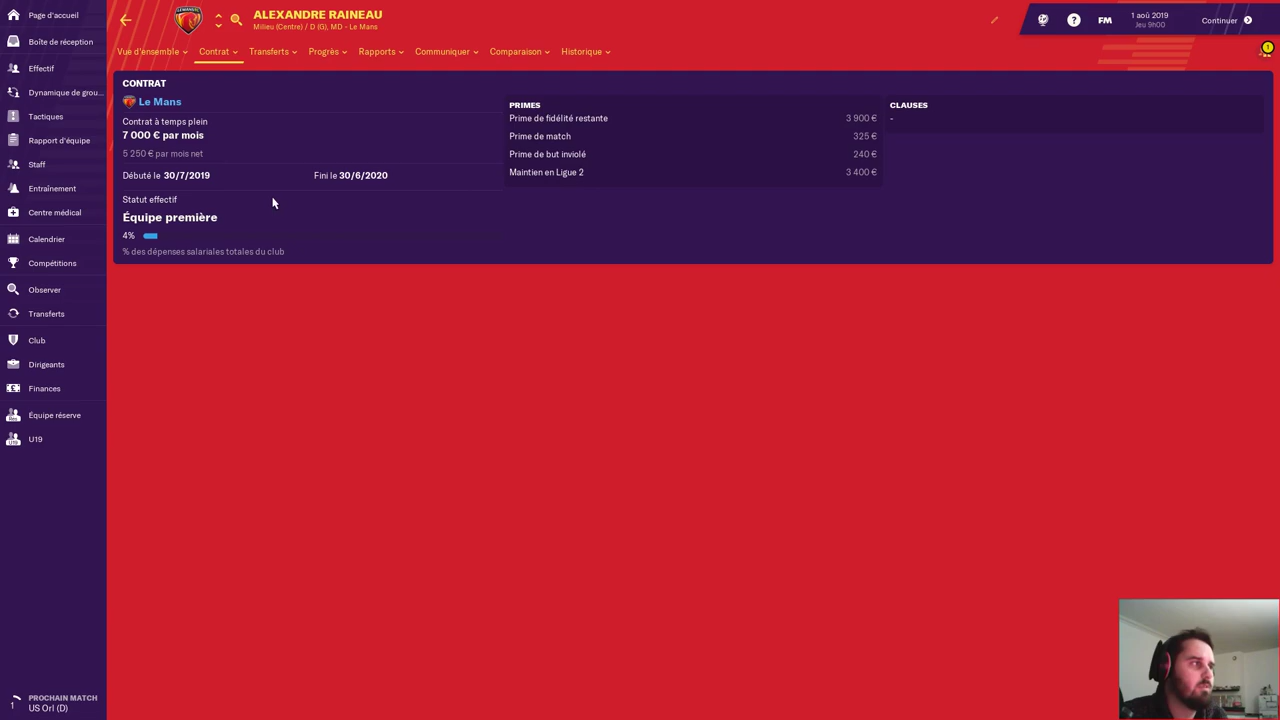 Page d'accueil
Boîte de réception
Effectif
Dynamique de grou...
Tactiques
Rapport d'équipe
Staff
Entraînement
Centre médical
Calendrier
Compétitions
Observer
Transferts
Club
Dirigeants
Finances
Équipe réserve
U19
PROCHAIN MATCH
1 US Orl (D)
ALEXANDRE RAINEAU
Milieu (Centre) / D (G), MD - Le Mans
? FM
1 aoû 2019
Jeu 9h00
Continuer
Vue d'ensemble Contrat Transferts Progrès Rapports Communiquer Comparaison Historique
1
CONTRAT
Le Mans
Contrat à temps plein
7 000 € par mois
5 250 € par mois net
Débuté le 30/7/2019 Fini le 30/6/2020
Statut effectif
Équipe première
4%
% des dépenses salariales totales du club
PRIMES
Prime de fidélité restante 3 900 €
Prime de match 325 €
Prime de but inviolé 240 €
Maintien en Ligue 2 3 400 €
CLAUSES
-